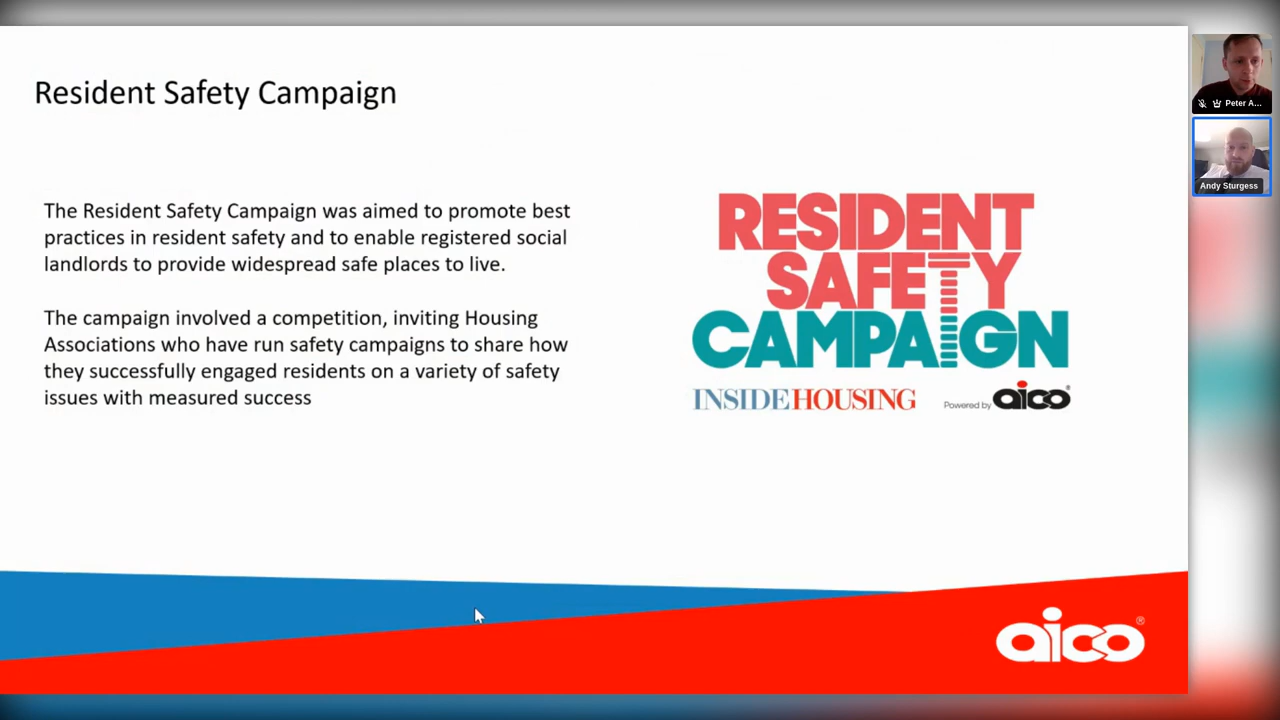 Resident Safety Campaign
The Resident Safety Campaign was aimed to promote best
practices in resident safety and to enable registered social
landlords to provide widespread safe places to live.
The campaign involved a competition, inviting Housing
Associations who have run safety campaigns to share how
they successfully engaged residents on a variety of safety
issues with measured success
RESIDENT
SAFETY
CAMPAIGN
INSIDE HOUSING
Powered by aico®
aico®
Peter A...
Andy Sturgess